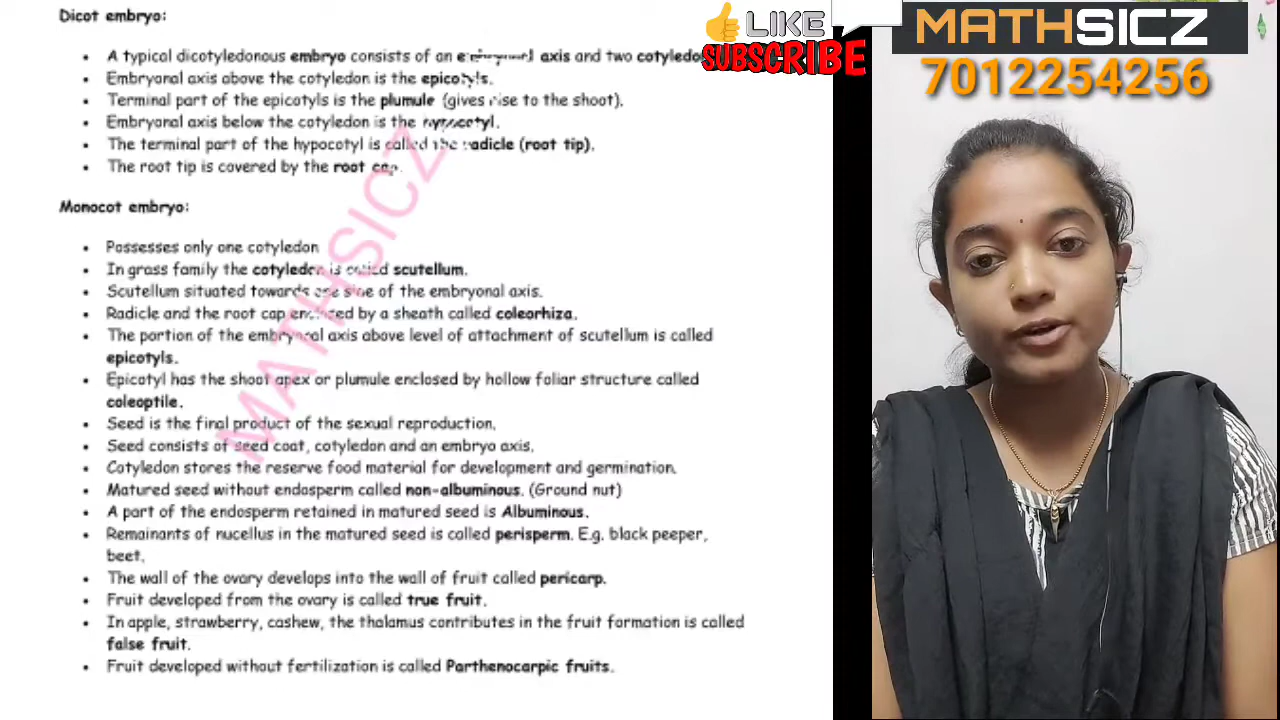 Dicot embryo:
• A typical dicotyledonous embryo consists of an embryonal axis and two
• Embryonal axis above the cotyledon is the epicotyls.
• Terminal part of the epicotyls is the plumule (gives rise to the shoot).
• Embryonal axis below the cotyledon is the hypocotyl.
• The terminal part of the hypocotyl is called the radicle (root tip).
• The root tip is covered by the root cap.
Monocot embryo:
• Possesses only one cotyledon
• In grass family the cotyledon is called scutellum.
• Scutellum situated towards one side of the embryonal axis.
• Radicle and the root cap enclosed by a sheath called coleorhiza.
• The portion of the embryonal axis above level of attachment of scutellum is called
epicotyls.
• Epicotyl has the shoot apex or plumule enclosed by hollow foliar structure called
coleoptile.
• Seed is the final product of the sexual reproduction.
• Seed consists of seed coat, cotyledon and an embryo axis.
• Cotyledon stores the reserve food material for development and germination.
• Matured seed without endosperm called non-albuminous. (Ground nut)
• A part of the endosperm retained in matured seed is Albuminous.
• Remainants of nucellus in the matured seed is called perisperm. E.g. black peeper,
beet.
• The wall of the ovary develops into the wall of fruit called pericarp.
• Fruit developed from the ovary is called true fruit.
• In apple, strawberry, cashew, the thalamus contributes in the fruit formation is called
false fruit.
• Fruit developed without fertilization is called Parthenocarpic fruits.
MATHSICZ
LIKE
SUBSCRIBE
MATHSICZ
7012254256